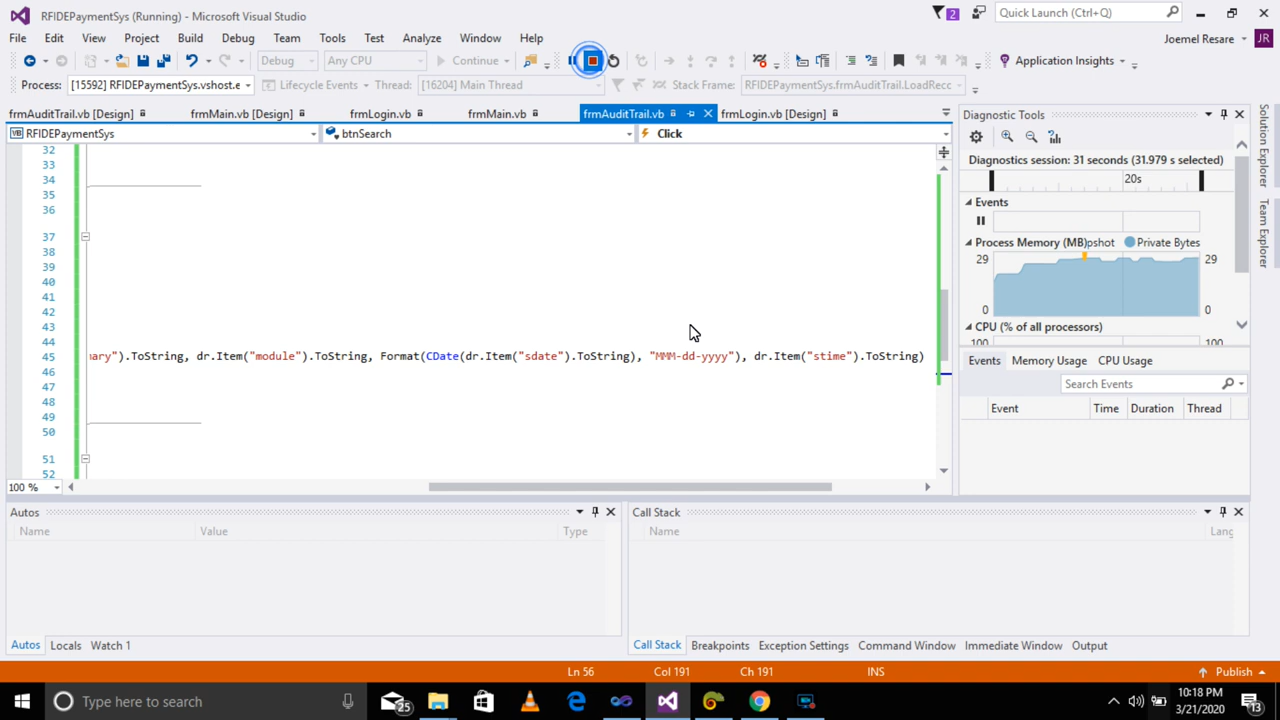 RFIDEPaymentSys (Running) - Microsoft Visual Studio
2
Quick Launch (Ctrl+Q)
File Edit View Project Build Debug Team Tools Test Analyze Window Help
Joemel Resare JR
Debug Any CPU Continue Application Insights
Process: [15592] RFIDEPaymentSys.vshost.e Lifecycle Events Thread: [16204] Main Thread Stack Frame: RFIDEPaymentSys.frmAuditTrail.LoadRecc
frmAuditTrail.vb [Design] frmMain.vb [Design] frmLogin.vb frmMain.vb frmAuditTrail.vb frmLogin.vb [Design]
Diagnostic Tools
RFIDEPaymentSys btnSearch Click
32
33
34
35
36
37
38
39
40
41
42
43
44
45 nary").ToString, dr.Item("module").ToString, Format(CDate(dr.Item("sdate").ToString), "MMM-dd-yyyy"), dr.Item("stime").ToString)
46
47
48
49
50
51
52
100 %
Diagnostics session: 31 seconds (31.979 s selected)
20s
Events
Process Memory (MB)
pshot Private Bytes
29 29
0 0
CPU (% of all processors)
100 100
Events Memory Usage CPU Usage
Search Events
Event Time Duration Thread
Solution Explorer
Team Explorer
Autos
Name Value Type
Call Stack
Name Lang
Autos Locals Watch 1
Call Stack Breakpoints Exception Settings Command Window Immediate Window Output
Ln 56 Col 191 Ch 191 INS Publish
Type here to search
25
10:18 PM
3/21/2020
13